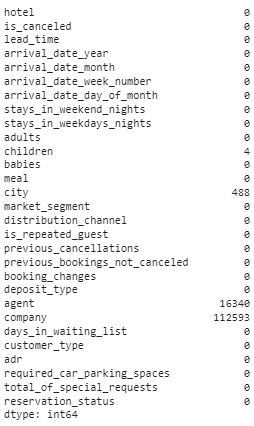 hotel 0
is_canceled 0
lead_time 0
arrival_date_year 0
arrival_date_month 0
arrival_date_week_number 0
arrival_date_day_of_month 0
stays_in_weekend_nights 0
stays_in_weekdays_nights 0
adults 0
children 4
babies 0
meal 0
city 488
market_segment 0
distribution_channel 0
is_repeated_guest 0
previous_cancellations 0
previous_bookings_not_canceled 0
booking_changes 0
deposit_type 0
agent 16340
company 112593
days_in_waiting_list 0
customer_type 0
adr 0
required_car_parking_spaces 0
total_of_special_requests 0
reservation_status 0
dtype: int64